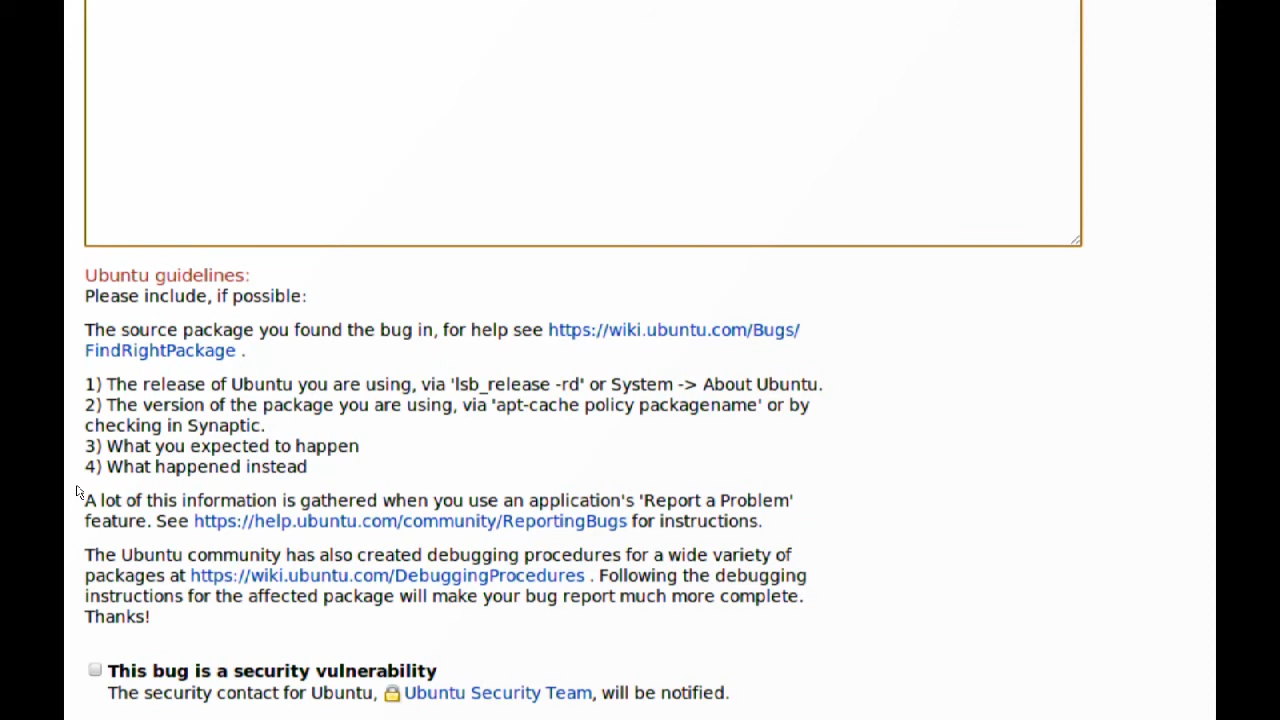 Ubuntu guidelines:
Please include, if possible:
The source package you found the bug in, for help see https://wiki.ubuntu.com/Bugs/
FindRightPackage .
1) The release of Ubuntu you are using, via 'lsb_release -rd' or System -> About Ubuntu.
2) The version of the package you are using, via 'apt-cache policy packagename' or by
checking in Synaptic.
3) What you expected to happen
4) What happened instead
A lot of this information is gathered when you use an application's 'Report a Problem'
feature. See https://help.ubuntu.com/community/ReportingBugs for instructions.
The Ubuntu community has also created debugging procedures for a wide variety of
packages at https://wiki.ubuntu.com/DebuggingProcedures . Following the debugging
instructions for the affected package will make your bug report much more complete.
Thanks!
This bug is a security vulnerability
The security contact for Ubuntu, Ubuntu Security Team, will be notified.